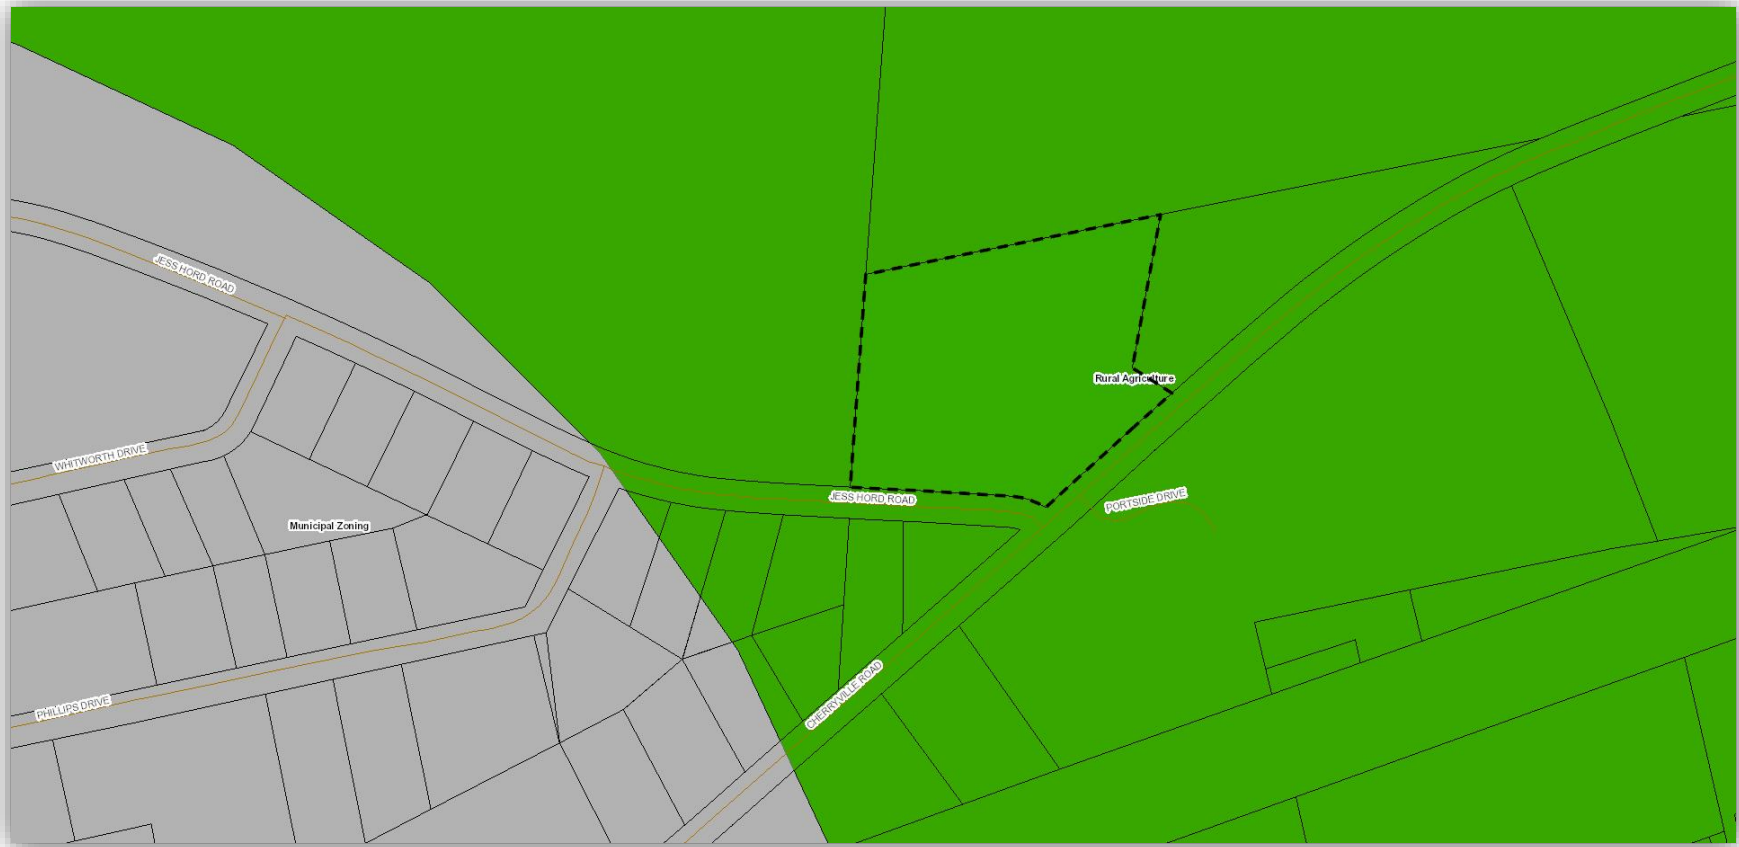 JESS HORD ROAD
Rural Agriculture
WHITWORTH DRIVE
JESS HORD ROAD
PORTSIDE DRIVE
Municipal Zoning
CHERRYVILLE ROAD
PHILLIPS DRIVE